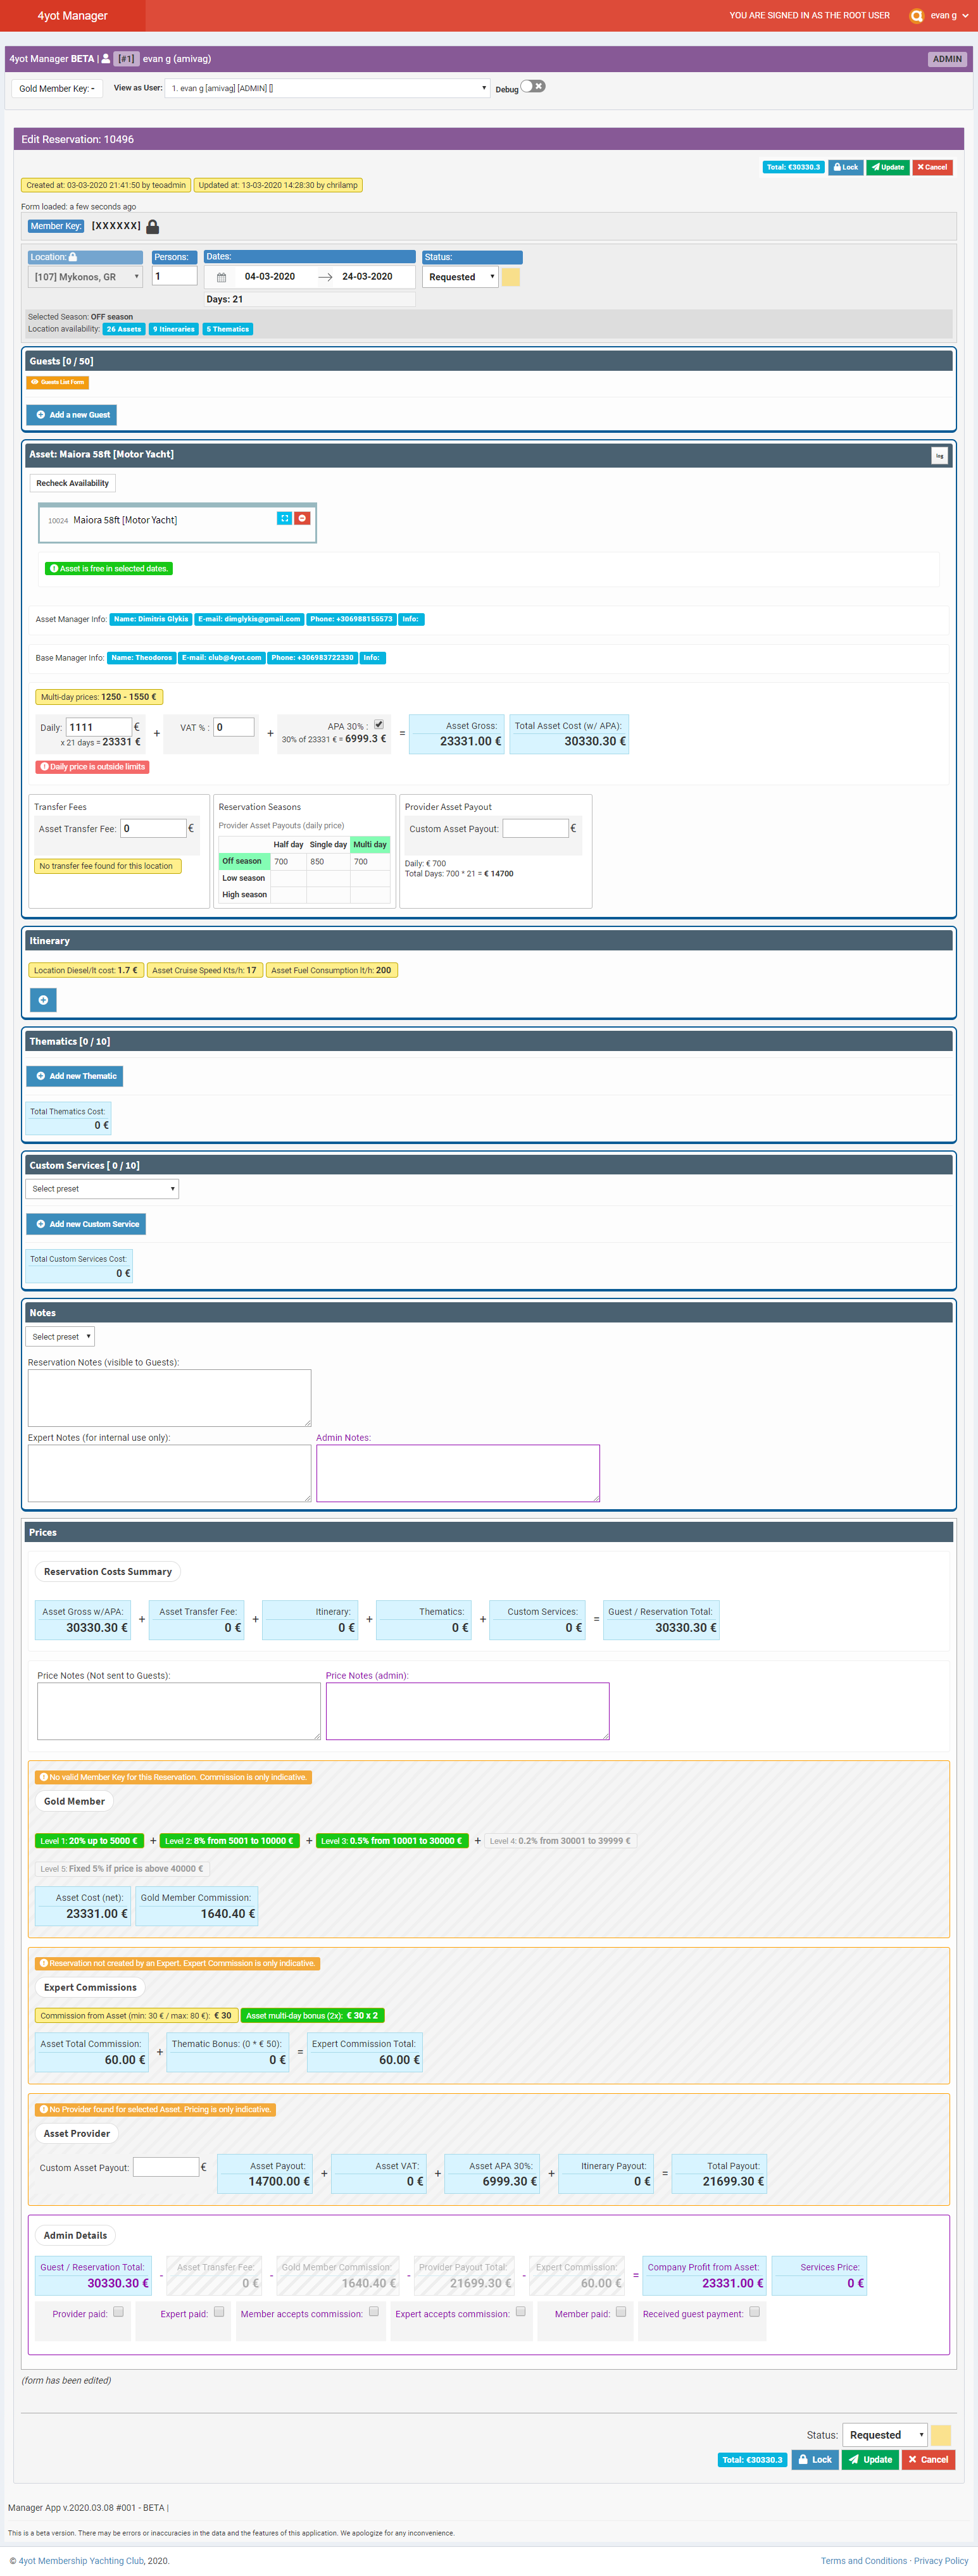 4yot Manager
YOU ARE SIGNED IN AS THE ROOT USER
evan g
4yot Manager BETA | [#1] evan g (amivag)
ADMIN
Gold Member Key: -
View as User: 1. evan g [amivag] [ADMIN] []
Debug
Edit Reservation: 10496
Total: €30330.3 Lock Update Cancel
Created at: 03-03-2020 21:41:50 by teoadmin Updated at: 13-03-2020 14:28:30 by chrilamp
Form loaded: a few seconds ago
Member Key: [XXXXXX]
Location: Persons: Dates: Status:
[107] Mykonos, GR 1 04-03-2020 → 24-03-2020 Requested
Days: 21
Selected Season: OFF season
Location availability: 26 Assets 9 Itineraries 5 Thematics
Guests [0 / 50]
Guests List Form
Add a new Guest
Asset: Maiora 58ft [Motor Yacht]
log
Recheck Availability
10024 Maiora 58ft [Motor Yacht]
Asset is free in selected dates.
Asset Manager Info: Name: Dimitris Glykis E-mail: dimglykis@gmail.com Phone: +306988155573 Info:
Base Manager Info: Name: Theodoros E-mail: club@4yot.com Phone: +306983722330 Info:
Multi-day prices: 1250 - 1550 €
Daily: 1111 € + VAT % : 0 + APA 30% : = Asset Gross: Total Asset Cost (w/ APA):
x 21 days = 23331 € 30% of 23331 € = 6999.3 € 23331.00 € 30330.30 €
Daily price is outside limits
Transfer Fees
Asset Transfer Fee: 0 €
No transfer fee found for this location
Reservation Seasons
Provider Asset Payouts (daily price)
Half day Single day Multi day
Off season 700 850 700
Low season
High season
Provider Asset Payout
Custom Asset Payout: €
Daily: € 700
Total Days: 700 * 21 = € 14700
Itinerary
Location Diesel/lt cost: 1.7 € Asset Cruise Speed Kts/h: 17 Asset Fuel Consumption lt/h: 200
Thematics [0 / 10]
Add new Thematic
Total Thematics Cost:
0 €
Custom Services [ 0 / 10]
Select preset
Add new Custom Service
Total Custom Services Cost:
0 €
Notes
Select preset
Reservation Notes (visible to Guests):
Expert Notes (for internal use only): Admin Notes:
Prices
Reservation Costs Summary
Asset Gross w/APA: + Asset Transfer Fee: + Itinerary: + Thematics: + Custom Services: = Guest / Reservation Total:
30330.30 € 0 € 0 € 0 € 0 € 30330.30 €
Price Notes (Not sent to Guests): Price Notes (admin):
No valid Member Key for this Reservation. Commission is only indicative.
Gold Member
Level 1: 20% up to 5000 € + Level 2: 8% from 5001 to 10000 € + Level 3: 0.5% from 10001 to 30000 € + Level 4: 0.2% from 30001 to 39999 €
Level 5: Fixed 5% if price is above 40000 €
Asset Cost (net): Gold Member Commission:
23331.00 € 1640.40 €
Reservation not created by an Expert. Expert Commission is only indicative.
Expert Commissions
Commission from Asset (min: 30 € / max: 80 €): € 30 Asset multi-day bonus (2x): € 30 x 2
Asset Total Commission: + Thematic Bonus: (0 * € 50): = Expert Commission Total:
60.00 € 0 € 60.00 €
No Provider found for selected Asset. Pricing is only indicative.
Asset Provider
Custom Asset Payout: € Asset Payout: + Asset VAT: + Asset APA 30%: + Itinerary Payout: = Total Payout:
14700.00 € 0 € 6999.30 € 0 € 21699.30 €
Admin Details
Guest / Reservation Total: - Asset Transfer Fee: - Gold Member Commission: - Provider Payout Total: - Expert Commission: = Company Profit from Asset: Services Price:
30330.30 € 0 € 1640.40 € 21699.30 € 60.00 € 23331.00 € 0 €
Provider paid: Expert paid: Member accepts commission: Expert accepts commission: Member paid: Received guest payment:
(form has been edited)
Status: Requested
Total: €30330.3 Lock Update Cancel
Manager App v.2020.03.08 #001 - BETA |
This is a beta version. There may be errors or inaccuracies in the data and the features of this application. We apologize for any inconvenience.
© 4yot Membership Yachting Club, 2020.
Terms and Conditions · Privacy Policy